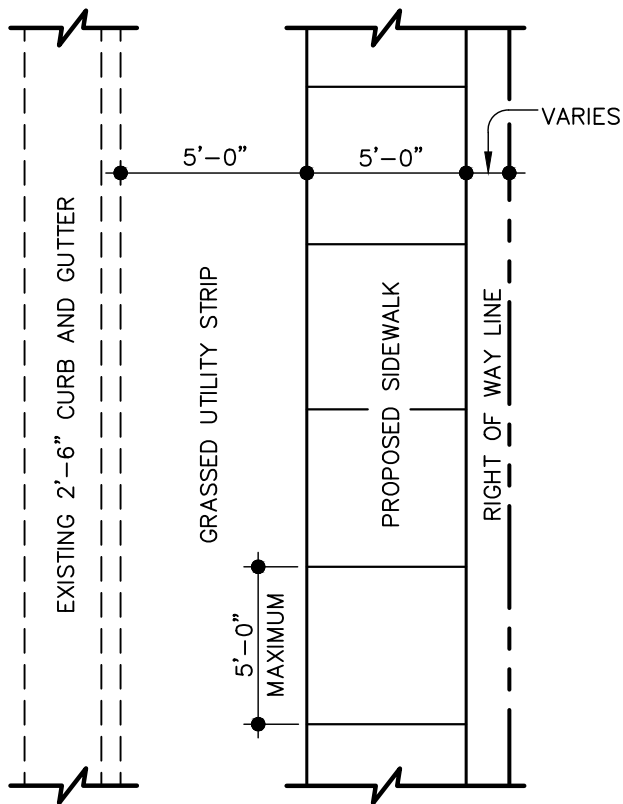 VARIES
5'-0"
5'-0"
EXISTING 2'-6" CURB AND GUTTER
GRASSED UTILITY STRIP
PROPOSED SIDEWALK
RIGHT OF WAY LINE
5'-0"
MAXIMUM